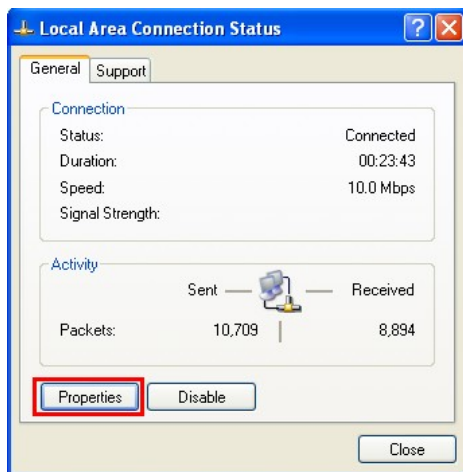 Local Area Connection Status
General Support
Connection
Status: Connected
Duration: 00:23:43
Speed: 10.0 Mbps
Signal Strength:
Activity
Sent Received
Packets: 10,709 8,894
Properties Disable
Close